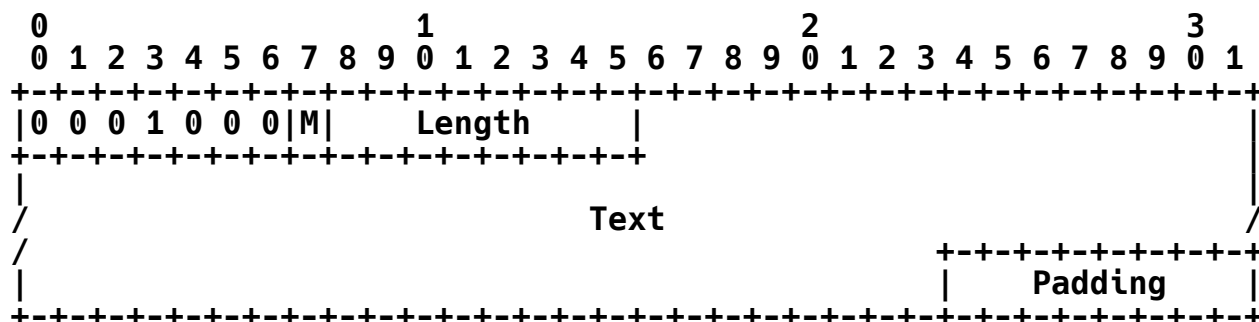 0                   1                   2                   3
 0 1 2 3 4 5 6 7 8 9 0 1 2 3 4 5 6 7 8 9 0 1 2 3 4 5 6 7 8 9 0 1
+-+-+-+-+-+-+-+-+-+-+-+-+-+-+-+-+-+-+-+-+-+-+-+-+-+-+-+-+-+-+-+-+
|0 0 0 1 0 0 0|M|    Length     |                               |
+-+-+-+-+-+-+-+-+-+-+-+-+-+-+-+-+                               |
|                                                               |
/                             Text                              /
/                                               +-+-+-+-+-+-+-+-+
|                                               |    Padding    |
+-+-+-+-+-+-+-+-+-+-+-+-+-+-+-+-+-+-+-+-+-+-+-+-+-+-+-+-+-+-+-+-+